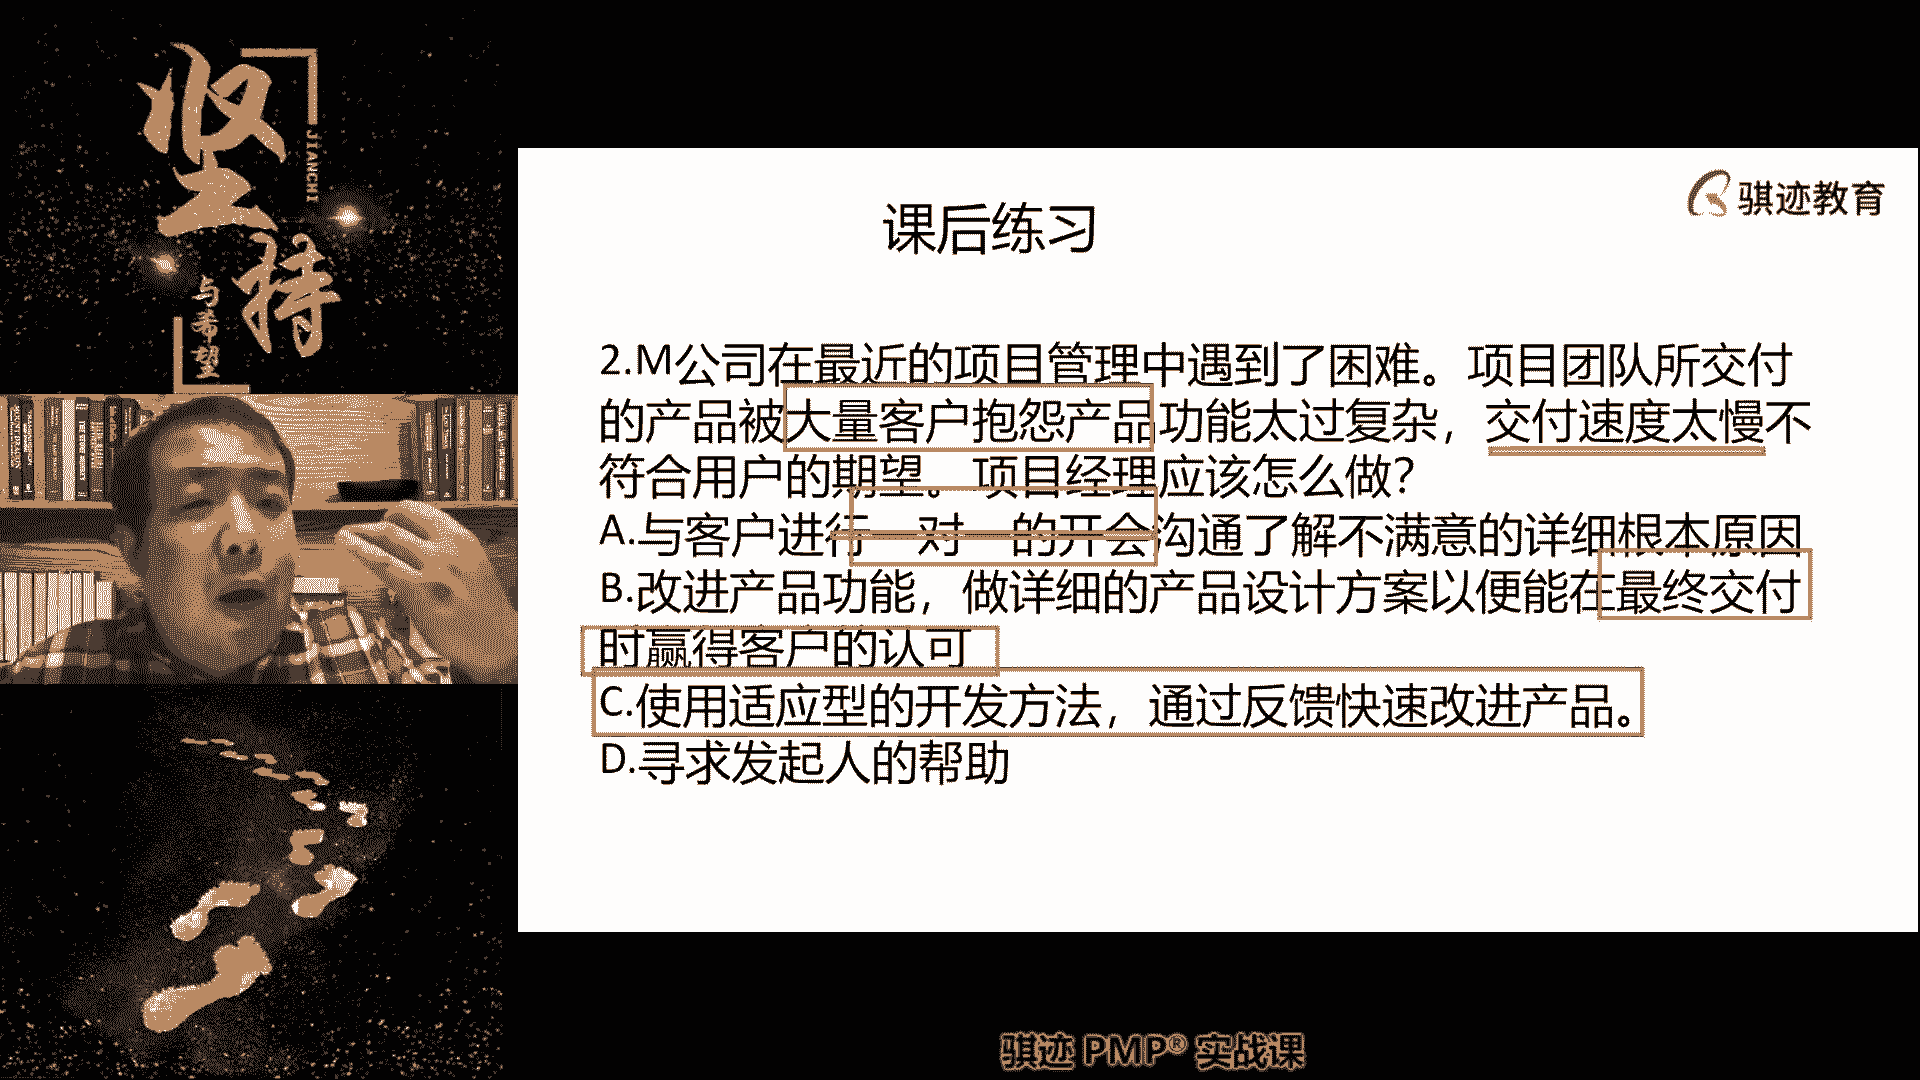 坚持
JIANCHI
与希望
骐迹教育
课后练习
2.M公司在最近的项目管理中遇到了困难。项目团队所交付
的产品被大量客户抱怨产品功能太过复杂，交付速度太慢不
符合用户的期望。项目经理应该怎么做？
A.与客户进行一对一的开会沟通了解不满意的详细根本原因
B.改进产品功能，做详细的产品设计方案以便能在最终交付
时赢得客户的认可
C.使用适应型的开发方法，通过反馈快速改进产品。
D.寻求发起人的帮助
骐迹 PMP® 实战课